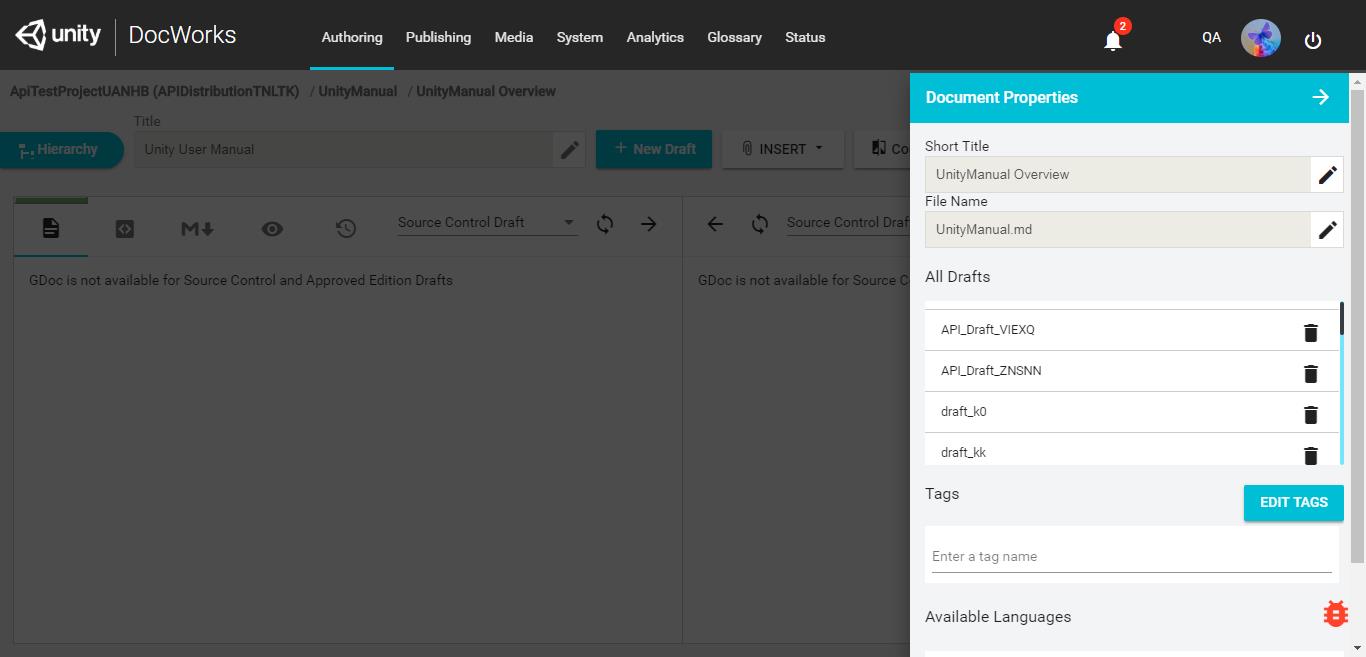 unity DocWorks Authoring Publishing Media System Analytics Glossary Status 2 QA
ApiTestProjectUANHB (APIDistributionTNLTK) / UnityManual / UnityManual Overview
Title
Hierarchy Unity User Manual + New Draft INSERT Co
M Source Control Draft Source Control Draf
GDoc is not available for Source Control and Approved Edition Drafts
GDoc is not available for Source C
Document Properties
Short Title
UnityManual Overview
File Name
UnityManual.md
All Drafts
API_Draft_VIEXQ
API_Draft_ZNSNN
draft_k0
draft_kk
Tags
EDIT TAGS
Enter a tag name
Available Languages